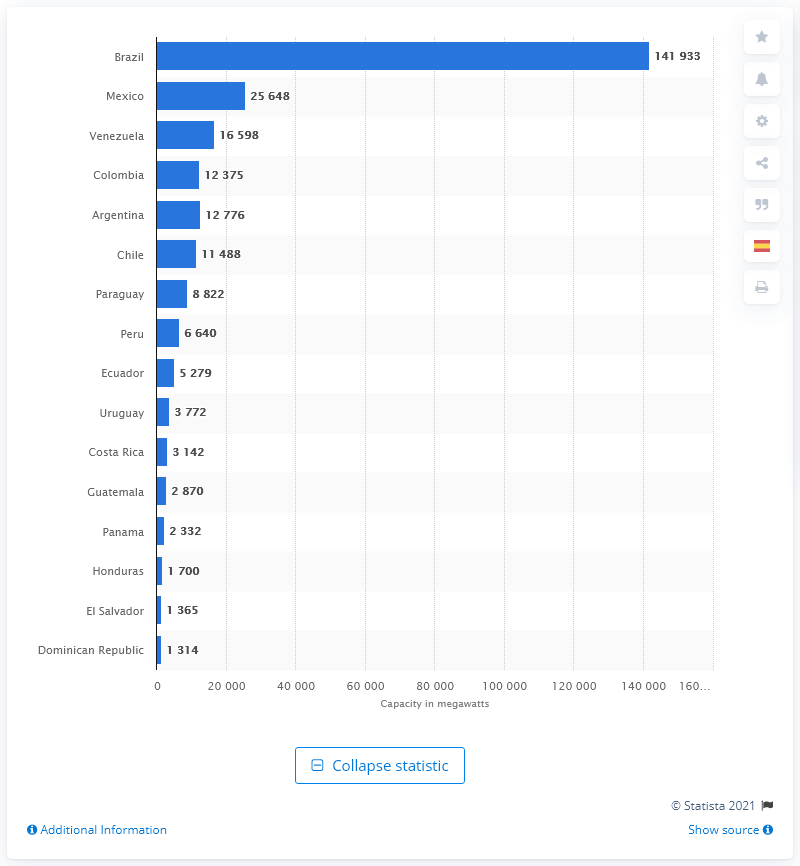 Brazil 141 933
Mexico 25 648
Venezuela 16 598
Colombia 12 375
Argentina 12 776
Chile 11 488
Paraguay 8 822
Peru 6 640
Ecuador 5 279
Uruguay 3 772
Costa Rica 3 142
Guatemala 2 870
Panama 2 332
Honduras 1 700
El Salvador 1 365
Dominican Republic 1 314
0 20 000 40 000 60 000 80 000 100 000 120 000 140 000 160…
Capacity in megawatts
Collapse statistic
© Statista 2021
Additional Information Show source